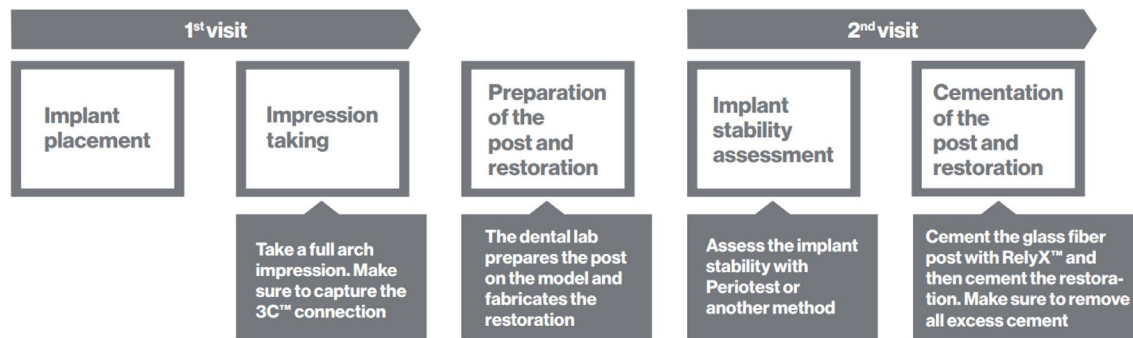 1st visit
2nd visit
Implant
placement
Impression
taking
Preparation
of the
post and
restoration
Implant
stability
assessment
Cementation
of the
post and
restoration
Take a full arch
impression. Make
sure to capture the
3C™ connection
The dental lab
prepares the post
on the model and
fabricates the
restoration
Assess the implant
stability with
Periotest or
another method
Cement the glass fiber
post with RelyX™ and
then cement the restora-
tion. Make sure to remove
all excess cement